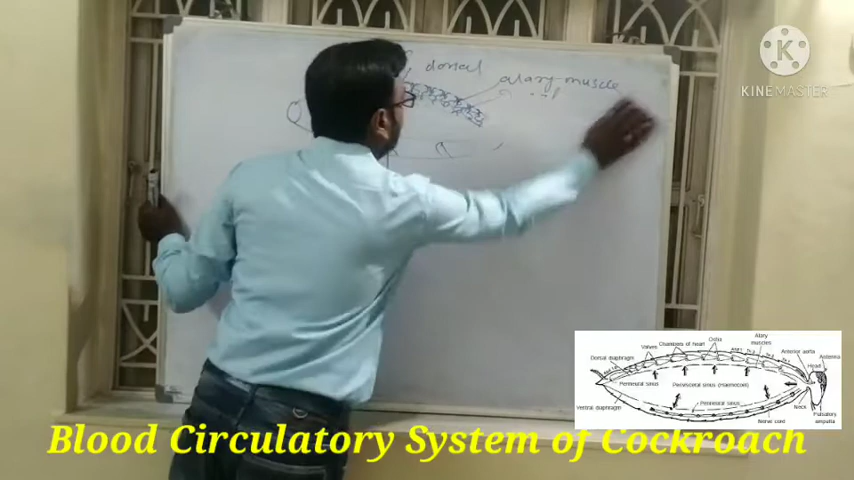 KINEMASTER
dorsal
alary muscle
Alary
muscles
Ostia
Chambers of heart
Valves
Anterior aorta
Antenna
Dorsal diaphragm
Head
Perineural sinus
Perivisceral sinus (Haemocoel)
Perineural sinus
Ventral diaphragm
Neck
Pulsatory
ampulla
Nerve cord
Blood Circulatory System of Cockroach